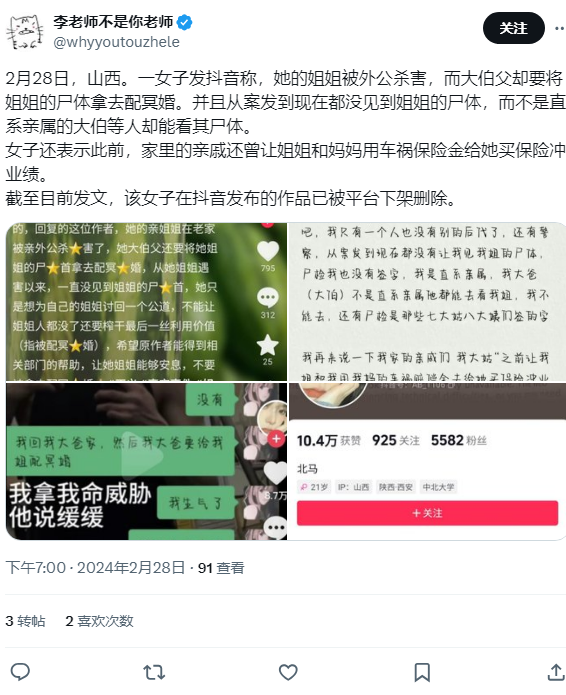 李老师不是你老师
@whyyoutouzhele
关注
2月28日，山西。一女子发抖音称，她的姐姐被外公杀害，而大伯父却要将
姐姐的尸体拿去配冥婚。并且从案发到现在都没见到姐姐的尸体，而不是直
系亲属的大伯等人却能看其尸体。
女子还表示此前，家里的亲戚还曾让姐姐和妈妈用车祸保险金给她买保险冲
业绩。
截至目前发文，该女子在抖音发布的作品已被平台下架删除。
的，回复的这位作者，她的亲姐姐在老家
被亲外公杀⭐害了，她大伯父还要将她姐
姐的尸⭐首拿去配冥⭐婚，从她姐姐遇
害以来，一直没见到姐姐的尸⭐首，她只
是想为自己的姐姐讨回一个公道，不能让
姐姐人都没了还要榨干最后一丝利用价值
（指被配冥⭐婚），希望原作者能得到相
关部门的帮助，让她姐姐能够安息，不要
795
312
25
吧，我只有一个人也没有别的后代了，还有警
察，从案发到现在都没有让我见我姐的尸体，
尸检我也没有签字，我是直系亲属，我大爸
（大伯）不是直系亲属他都能去看我姐，我不
能去，还有尸检是那些七大姑八大姨们签的字
我再来说一下我家的亲戚们 我大姑"之前让我
姐和我用我妈的车祸
没有
我回我大爸家，然后我大爸要给我
姐配冥婚
我拿我命威胁
他说缓缓
我生气了
8.7万
10.4万 获赞 925 关注 5582 粉丝
北马
21岁 IP：山西 陕西·西安 中北大学
+ 关注
下午7:00 · 2024年2月28日 · 91 查看
3 转帖 2 喜欢次数